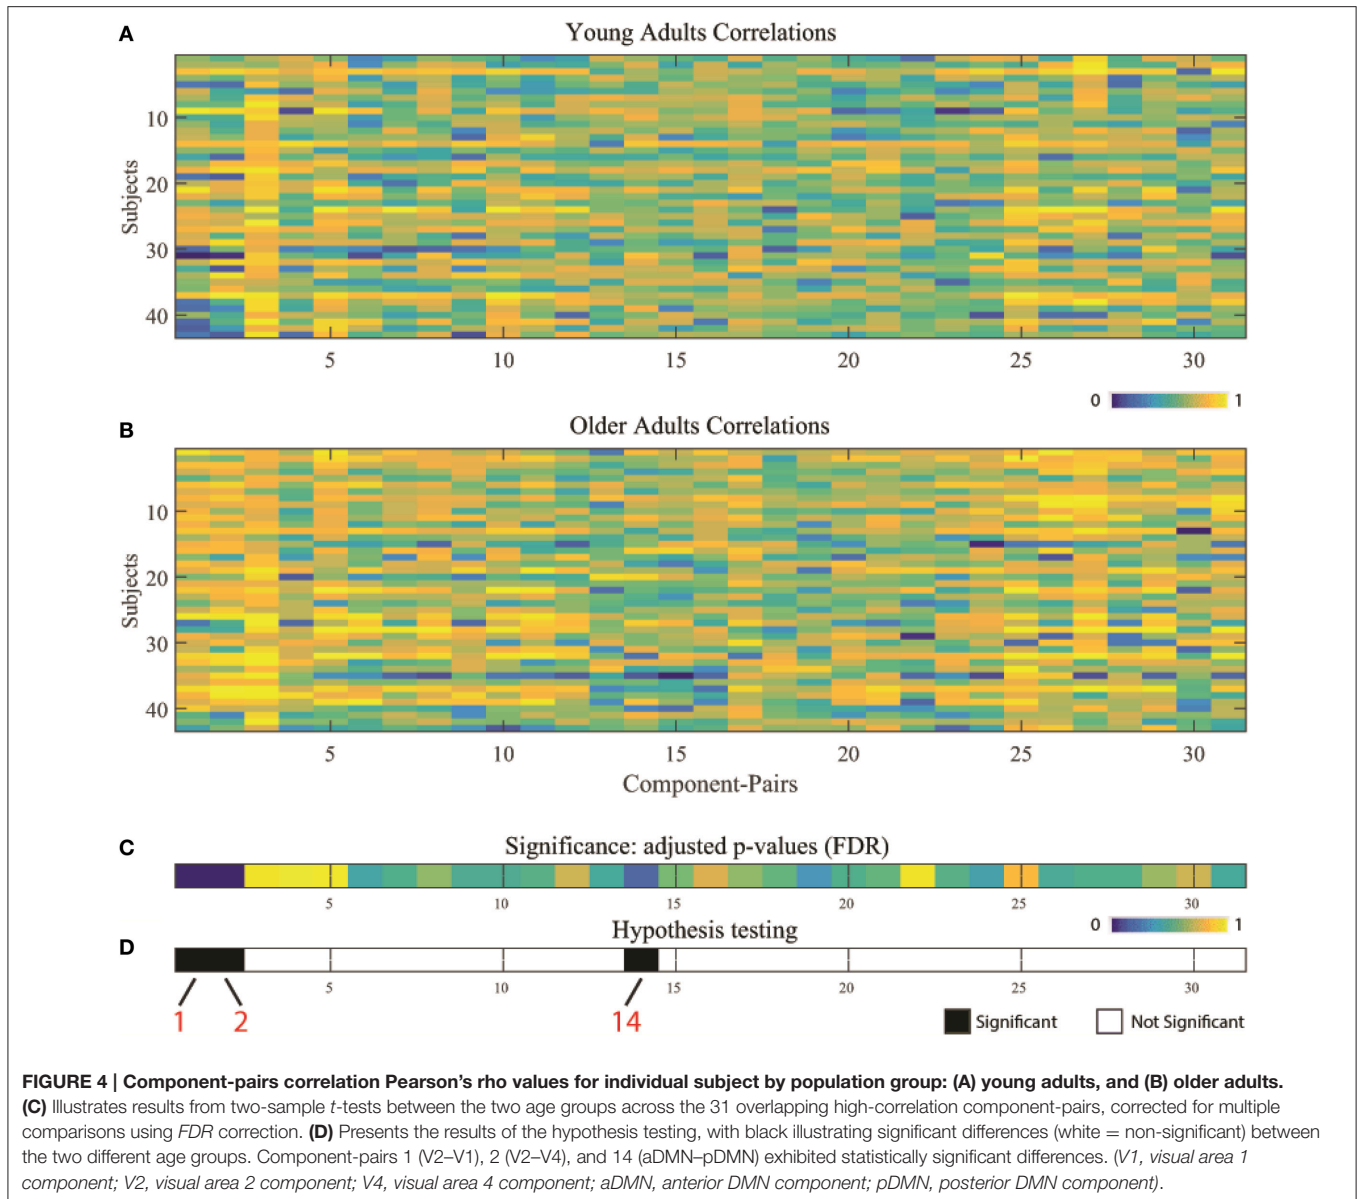 A
Young Adults Correlations
10
20
30
40
Subjects
5 10 15 20 25 30
0 1
B
Older Adults Correlations
10
20
30
40
Subjects
5 10 15 20 25 30
Component-Pairs
C
Significance: adjusted p-values (FDR)
5 10 15 20 25 30
0 1
D
Hypothesis testing
5 10 15 20 25 30
1 2 14
Significant Not Significant
FIGURE 4 | Component-pairs correlation Pearson's rho values for individual subject by population group: (A) young adults, and (B) older adults.
(C) Illustrates results from two-sample t-tests between the two age groups across the 31 overlapping high-correlation component-pairs, corrected for multiple
comparisons using FDR correction. (D) Presents the results of the hypothesis testing, with black illustrating significant differences (white = non-significant) between
the two different age groups. Component-pairs 1 (V2–V1), 2 (V2–V4), and 14 (aDMN–pDMN) exhibited statistically significant differences. (V1, visual area 1
component; V2, visual area 2 component; V4, visual area 4 component; aDMN, anterior DMN component; pDMN, posterior DMN component).